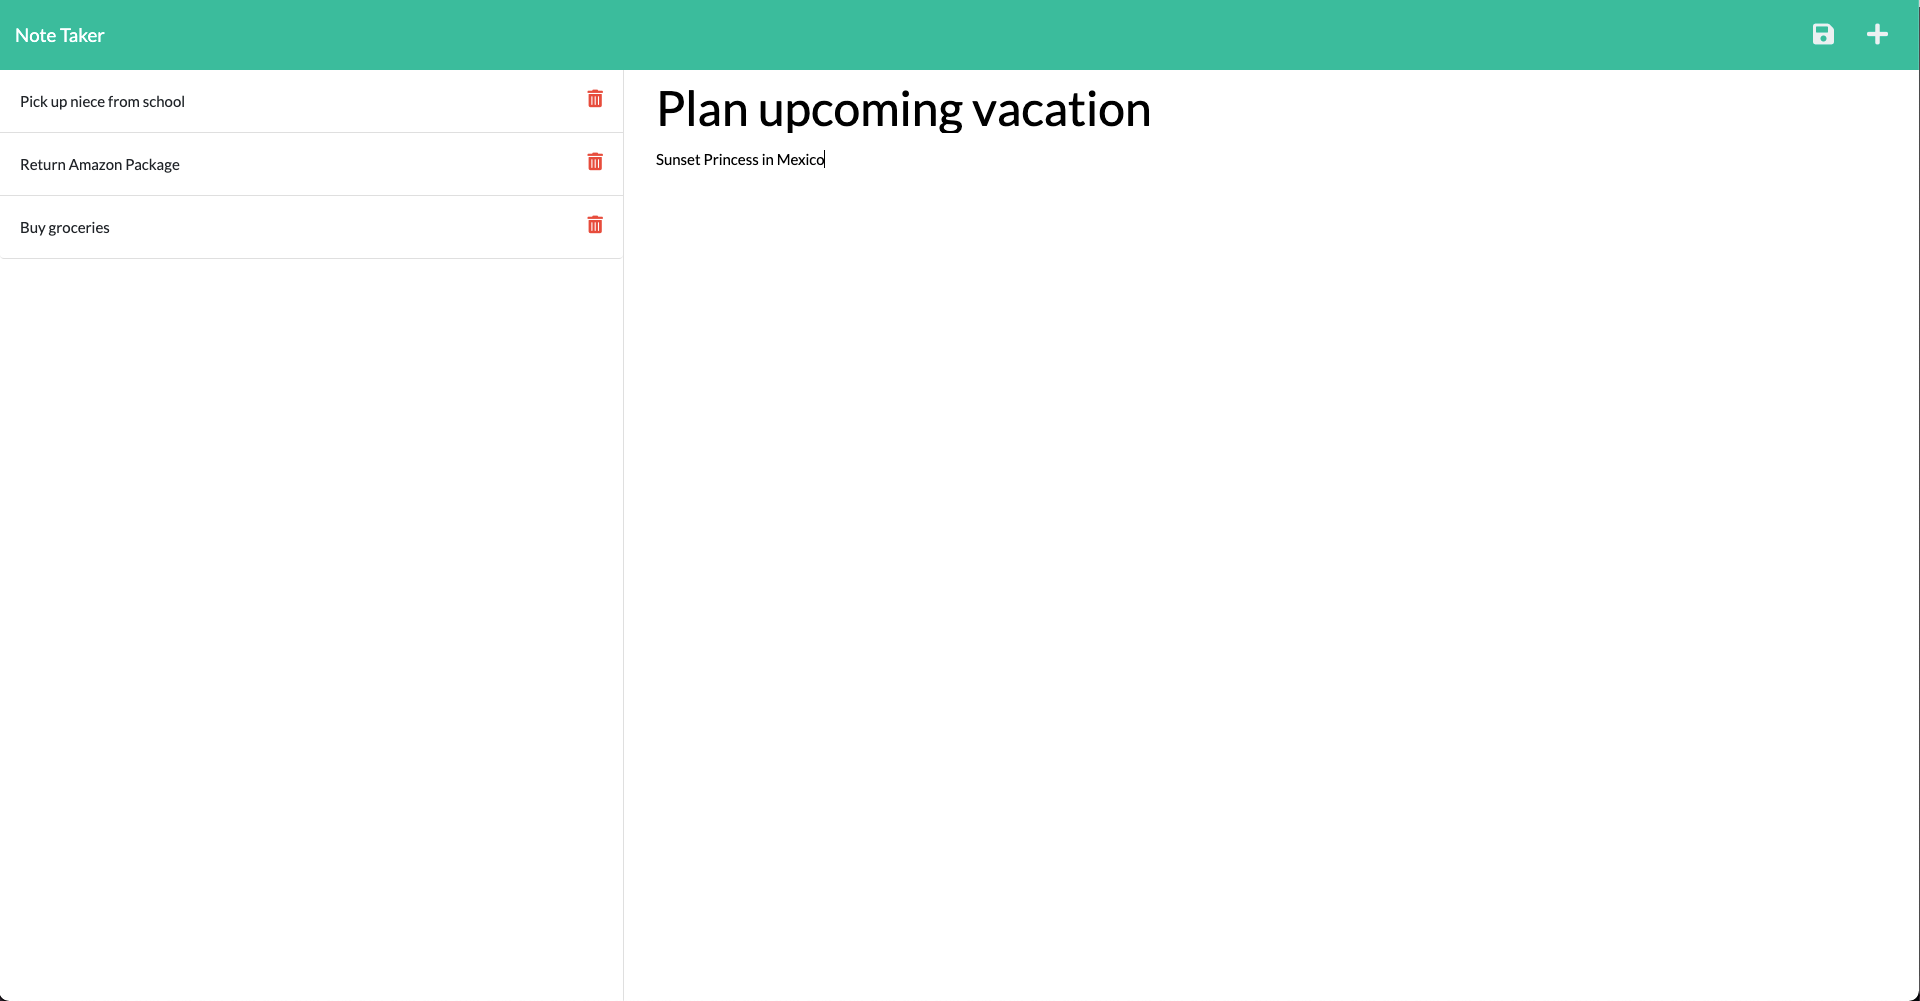 Note Taker
Pick up niece from school
Return Amazon Package
Buy groceries
Plan upcoming vacation
Sunset Princess in Mexico